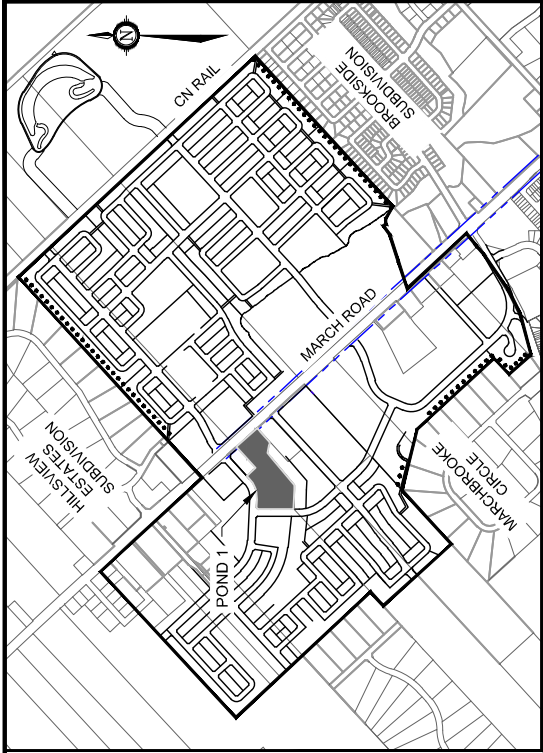 N
CN RAIL
BROOKSIDE
SUBDIVISION
MARCH ROAD
HILLSVIEW
ESTATES
SUBDIVISION
MARCHBROOKE
CIRCLE
POND 1